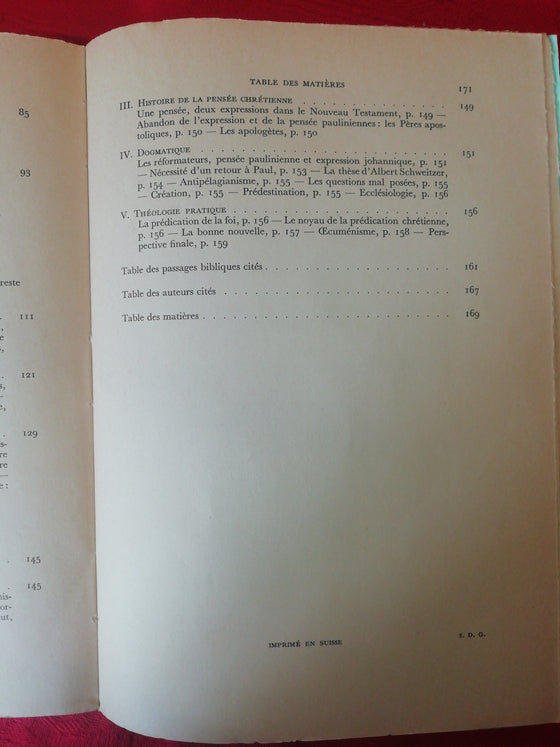 85
93
reste
111
121
129
145
145
TABLE DES MATIÈRES
171
III. HISTOIRE DE LA PENSÉE CHRÉTIENNE . . . . . . . . . . . . . 149
Une pensée, deux expressions dans le Nouveau Testament, p. 149 —
Abandon de l'expression et de la pensée pauliniennes : les Pères apos-
toliques, p. 150 — Les apologètes, p. 150
IV. DOGMATIQUE . . . . . . . . . . . . . . . . . . . . . 151
Les réformateurs, pensée paulinienne et expression johannique, p. 151
— Nécessité d'un retour à Paul, p. 153 — La thèse d'Albert Schweitzer,
p. 154 — Antipélagianisme, p. 155 — Les questions mal posées, p. 155
— Création, p. 155 — Prédestination, p. 155 — Ecclésiologie, p. 156
V. THÉOLOGIE PRATIQUE . . . . . . . . . . . . . . . . . 156
La prédication de la foi, p. 156 — Le noyau de la prédication chrétienne,
p. 156 — La bonne nouvelle, p. 157 — Œcuménisme, p. 158 — Pers-
pective finale, p. 159
Table des passages bibliques cités . . . . . . . . . . . . . . . 161
Table des auteurs cités . . . . . . . . . . . . . . . . . . . 167
Table des matières . . . . . . . . . . . . . . . . . . . . . 169
IMPRIMÉ EN SUISSE
S. D. G.